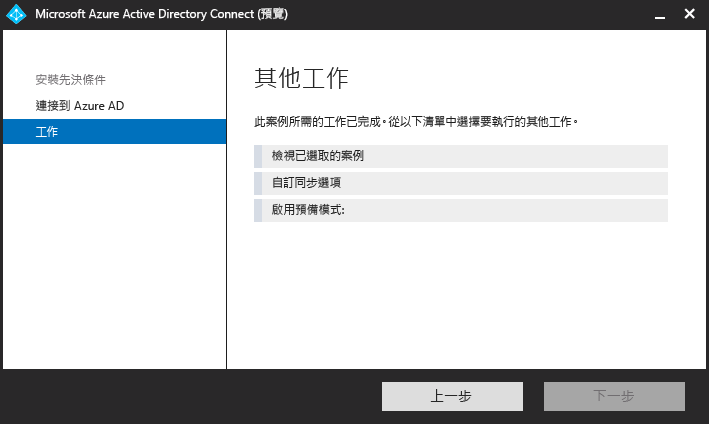 Microsoft Azure Active Directory Connect (預覽)
安裝先決條件
連接到 Azure AD
工作
其他工作
此案例所需的工作已完成。從以下清單中選擇要執行的其他工作。
檢視已選取的案例
自訂同步選項
啟用預備模式:
上一步
下一步